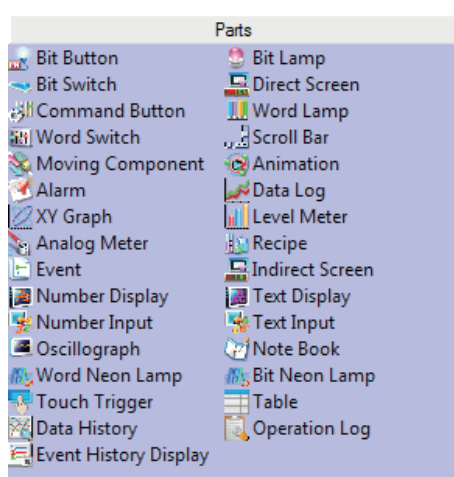 Parts
Bit Button Bit Lamp
Bit Switch Direct Screen
Command Button Word Lamp
Word Switch Scroll Bar
Moving Component Animation
Alarm Data Log
XY Graph Level Meter
Analog Meter Recipe
Event Indirect Screen
Number Display Text Display
Number Input Text Input
Oscillograph Note Book
Word Neon Lamp Bit Neon Lamp
Touch Trigger Table
Data History Operation Log
Event History Display